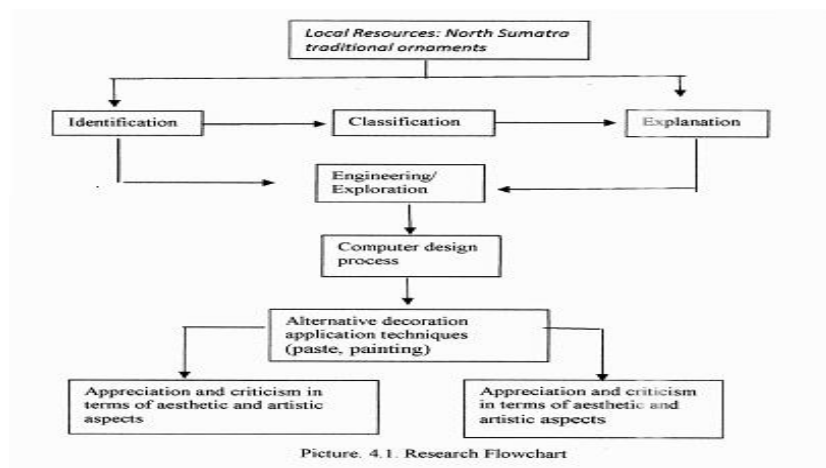 Local Resources: North Sumatra
traditional ornaments
Identification
Classification
Explanation
Engineering/
Exploration
Computer design
process
Alternative decoration
application techniques
(paste, painting)
Appreciation and criticism in
terms of aesthetic and artistic
aspects
Appreciation and criticism
in terms of aesthetic and
artistic aspects
Picture. 4.1. Research Flowchart